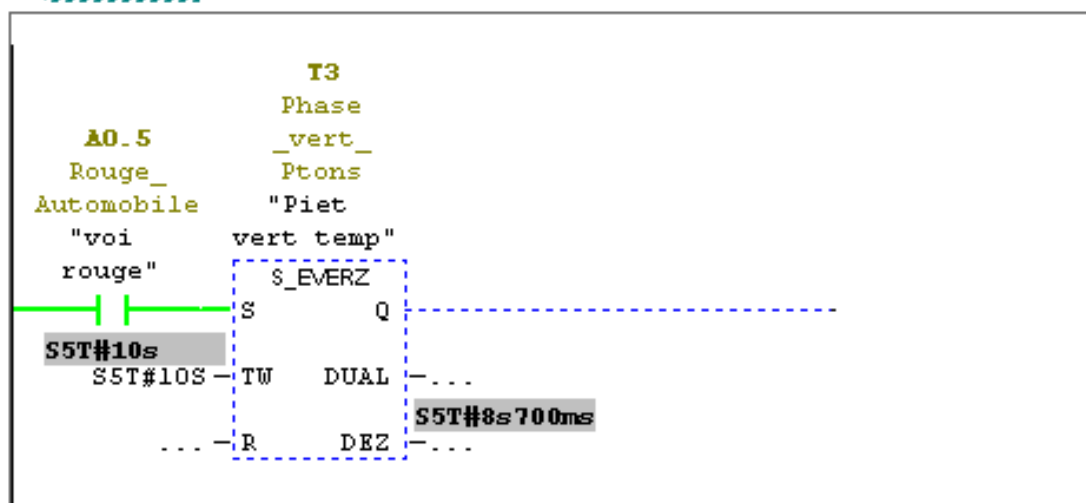 T3
Phase
A0.5
_vert_
Rouge_
Ptons
Automobile
"Piet
"voi
vert temp"
rouge"
S_EVERZ
S
Q
S5T#10s
S5T#10S
TW
DUAL
...
S5T#8s700ms
...
R
DEZ
...